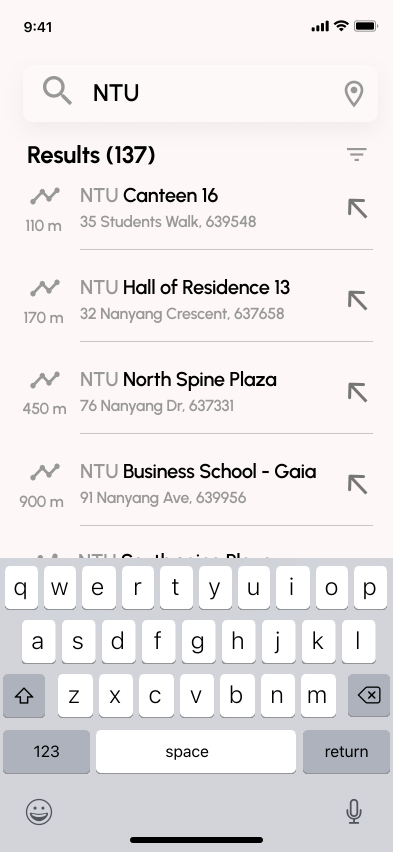 9:41
NTU
Results (137)
NTU Canteen 16
110 m
35 Students Walk, 639548
NTU Hall of Residence 13
170 m
32 Nanyang Crescent, 637658
NTU North Spine Plaza
450 m
76 Nanyang Dr, 637331
NTU Business School - Gaia
900 m
91 Nanyang Ave, 639956
q w e r t y u i o p
a s d f g h j k l
z x c v b n m
123 space return